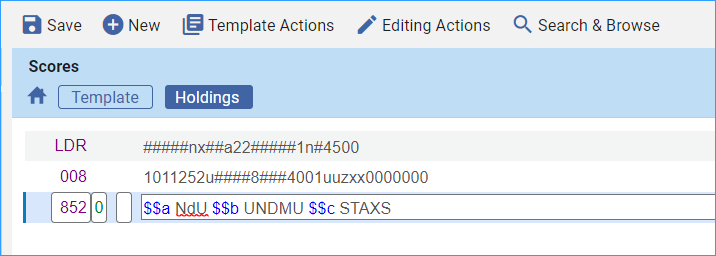 Save New Template Actions Editing Actions Search & Browse
Scores
Template Holdings
LDR #####nx##a22#####1n#4500
008 1011252u####8###4001uuzxx0000000
852 0 $$a NdU $$b UNDMU $$c STAXS